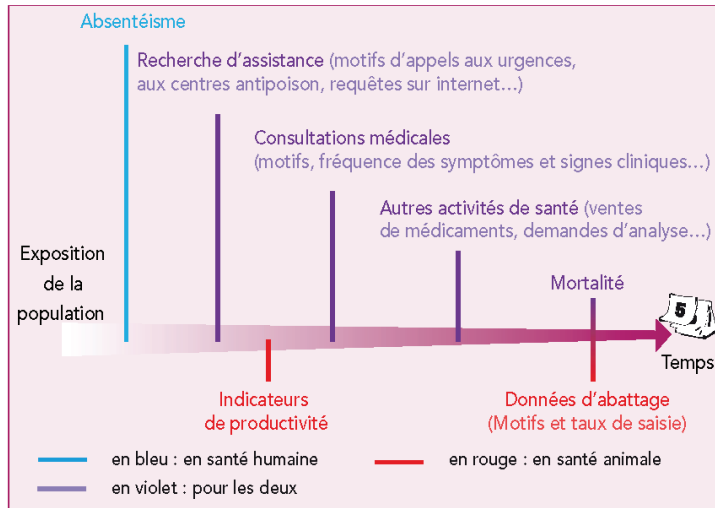 Absentéisme
Recherche d'assistance (motifs d'appels aux urgences,
aux centres antipoison, requêtes sur internet...)
Consultations médicales
(motifs, fréquence des symptômes et signes cliniques...)
Autres activités de santé (ventes
de médicaments, demandes d'analyse...)
Exposition
de la
population
Mortalité
5
Temps
Indicateurs
de productivité
Données d'abattage
(Motifs et taux de saisie)
en bleu : en santé humaine
en rouge : en santé animale
en violet : pour les deux